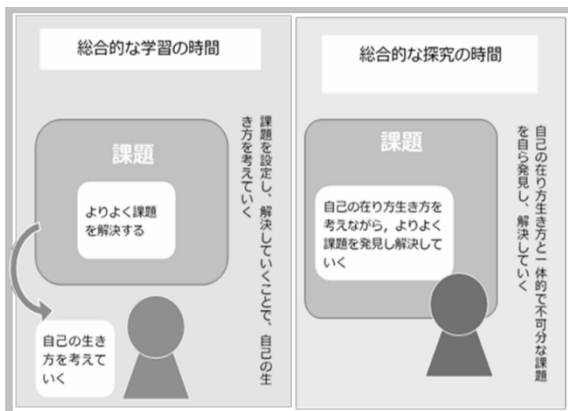 総合的な学習の時間
課題
よりよく課題
を解決する
自己の生き
方を考えて
いく
課題を設定し、解決していくことで、自己の生
き方を考えていく
総合的な探究の時間
課題
自己の在り方生き方を
考えながら，よりよく
課題を発見し解決して
いく
自己の在り方生き方と一体的で不可分な課題
を自ら発見し、解決していく